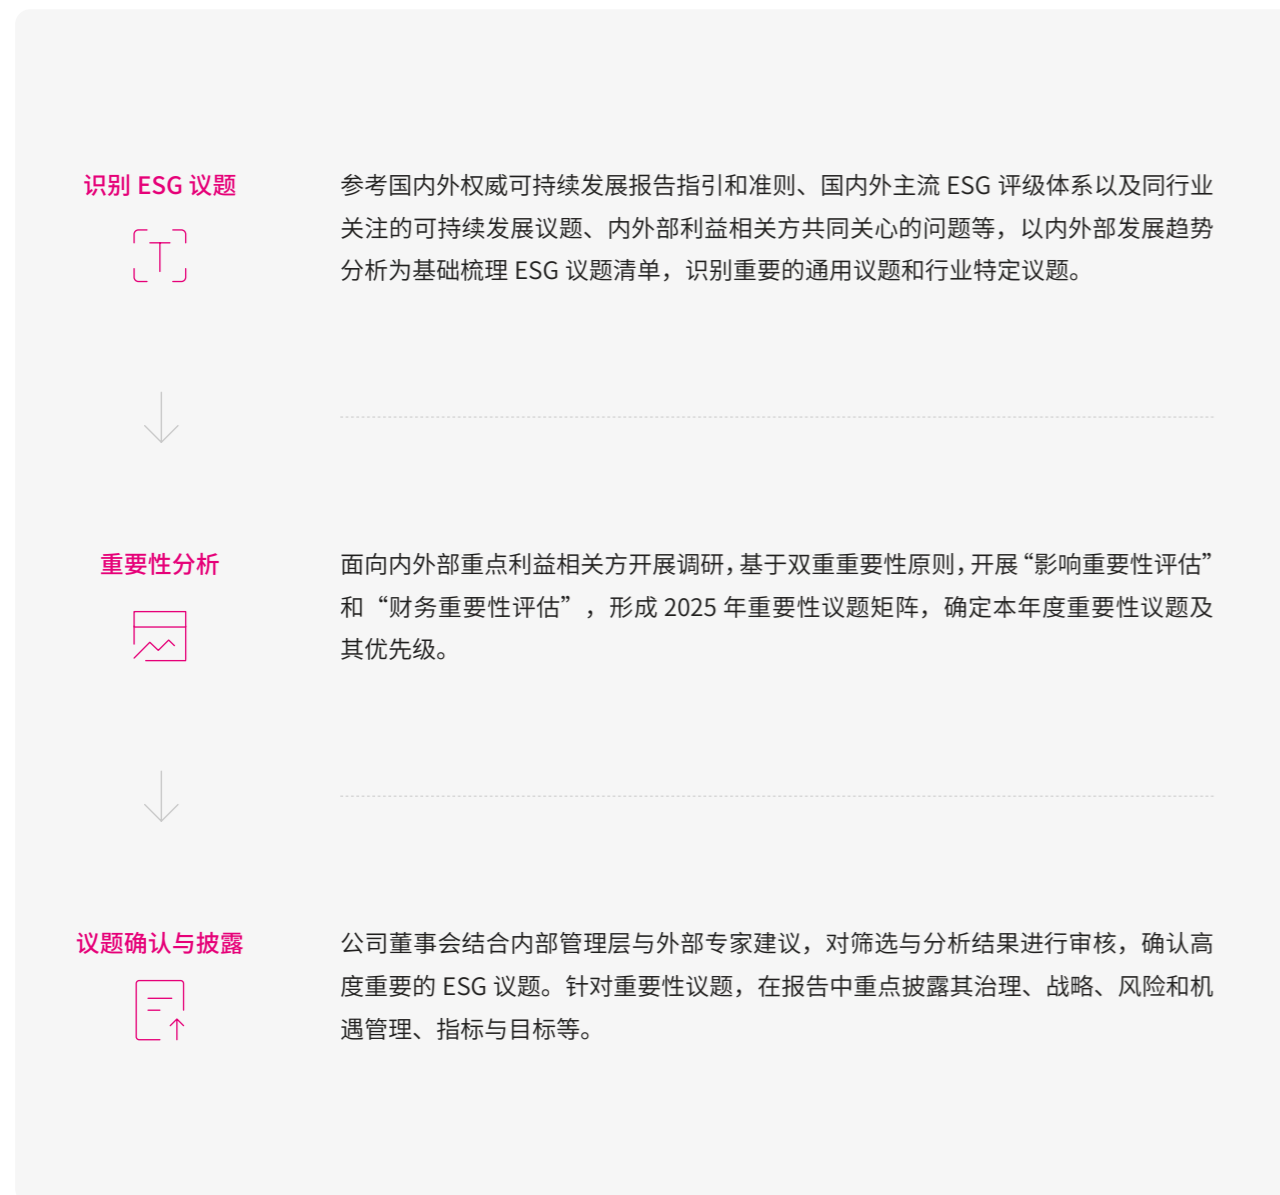 识别 ESG 议题
参考国内外权威可持续发展报告指引和准则、国内外主流 ESG 评级体系以及同行业
关注的可持续发展议题、内外部利益相关方共同关心的问题等，以内外部发展趋势
分析为基础梳理 ESG 议题清单，识别重要的通用议题和行业特定议题。
重要性分析
面向内外部重点利益相关方开展调研，基于双重重要性原则，开展“影响重要性评估”
和“财务重要性评估”，形成 2025 年重要性议题矩阵，确定本年度重要性议题及
其优先级。
议题确认与披露
公司董事会结合内部管理层与外部专家建议，对筛选与分析结果进行审核，确认高
度重要的 ESG 议题。针对重要性议题，在报告中重点披露其治理、战略、风险和机
遇管理、指标与目标等。